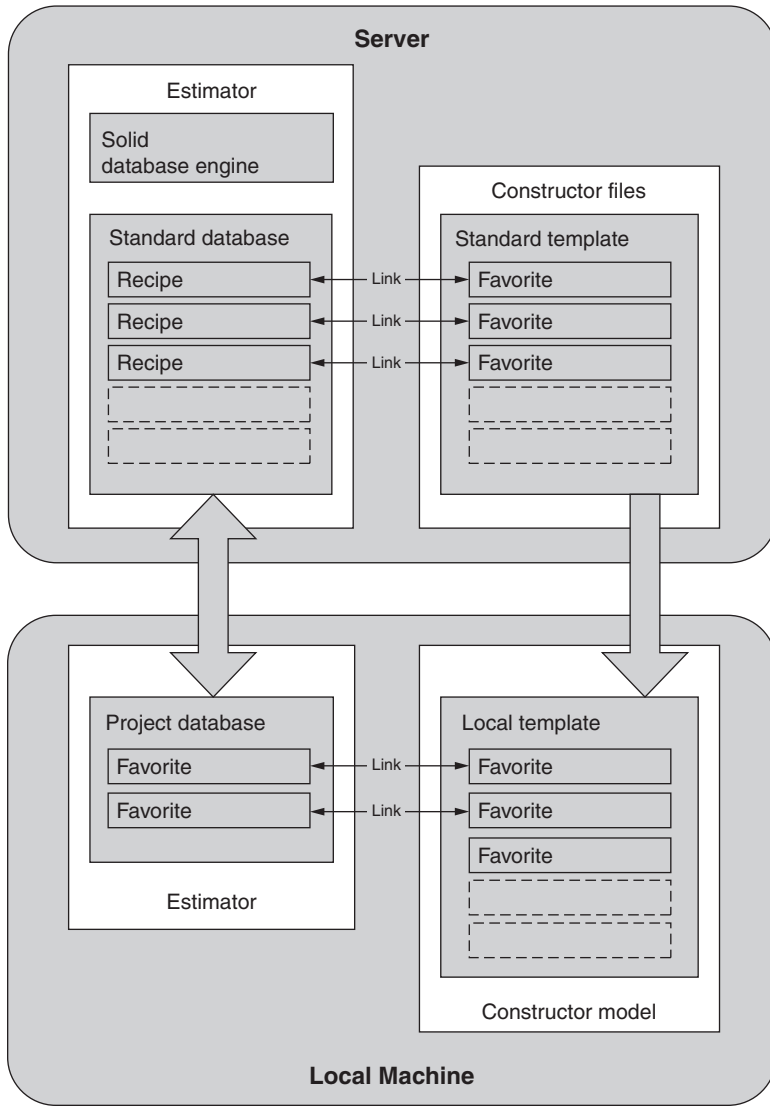 Server
Estimator
Solid
database engine
Constructor files
Standard database
Standard template
Recipe
Link
Favorite
Recipe
Link
Favorite
Recipe
Link
Favorite
Project database
Local template
Favorite
Link
Favorite
Favorite
Link
Favorite
Favorite
Estimator
Constructor model
Local Machine